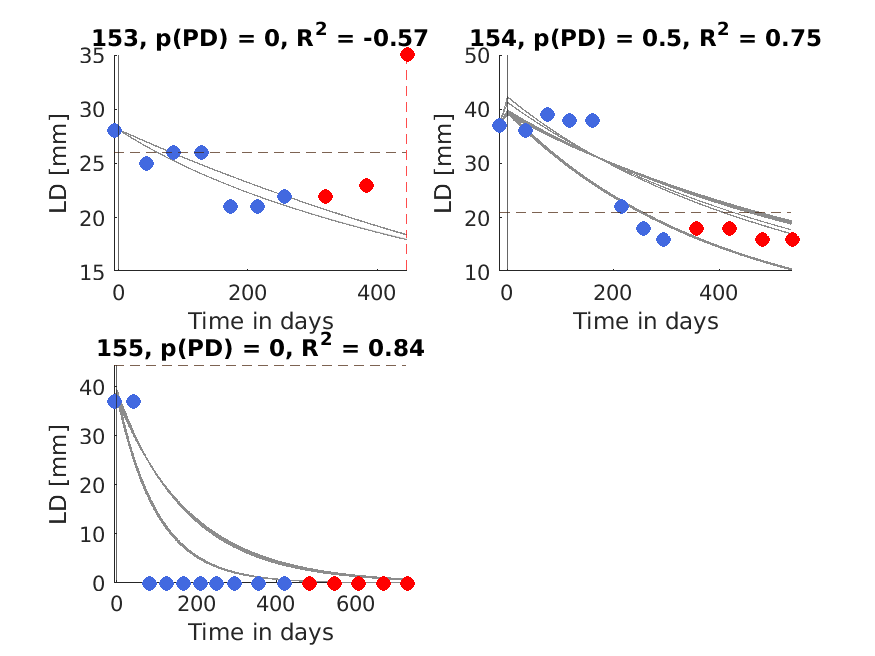 153, p(PD) = 0, R² = -0.57
35
30
25
20
15
LD [mm]
0 200 400
Time in days
154, p(PD) = 0.5, R² = 0.75
50
40
30
20
10
LD [mm]
0 200 400
Time in days
155, p(PD) = 0, R² = 0.84
40
30
20
10
0
LD [mm]
0 200 400 600
Time in days